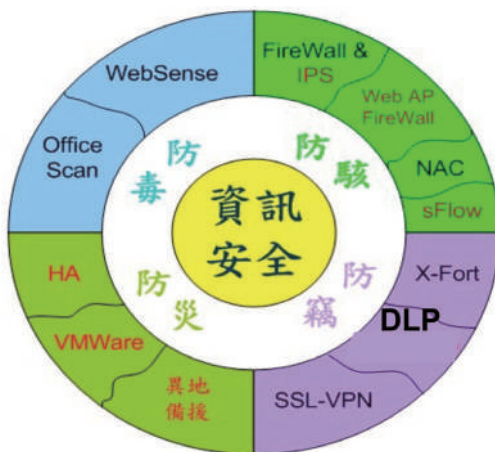 WebSense
Office
Scan
FireWall &
IPS
Web AP
FireWall
NAC
sFlow
防
毒
防
駭
資訊
安全
防
災
防
竊
HA
VMWare
異地
備援
X-Fort
DLP
SSL-VPN